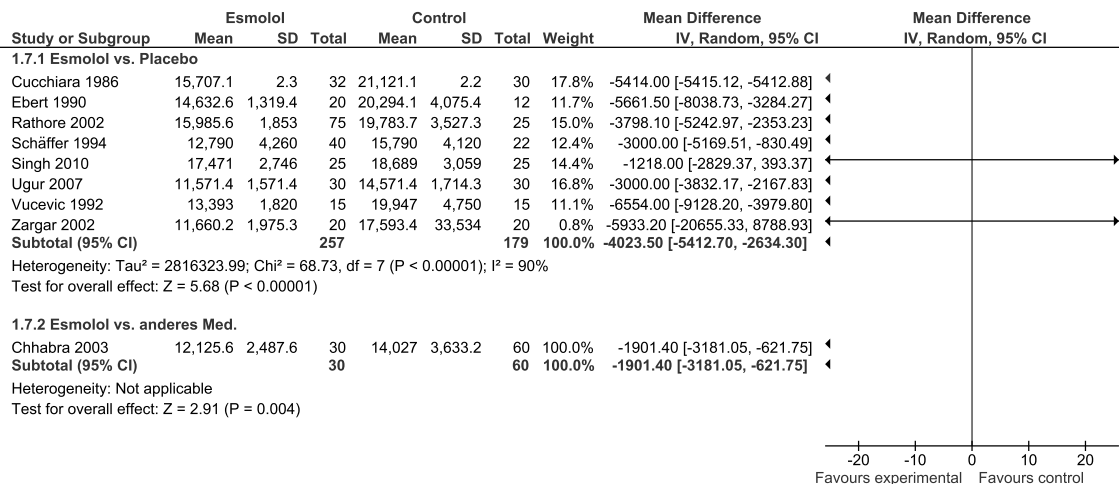 Esmolol Control Mean Difference Mean Difference
Study or Subgroup Mean SD Total Mean SD Total Weight IV, Random, 95% CI IV, Random, 95% CI
1.7.1 Esmolol vs. Placebo
Cucchiara 1986 15,707.1 2.3 32 21,121.1 2.2 30 17.8% -5414.00 [-5415.12, -5412.88]
Ebert 1990 14,632.6 1,319.4 20 20,294.1 4,075.4 12 11.7% -5661.50 [-8038.73, -3284.27]
Rathore 2002 15,985.6 1,853 75 19,783.7 3,527.3 25 15.0% -3798.10 [-5242.97, -2353.23]
Schäffer 1994 12,790 4,260 40 15,790 4,120 22 12.4% -3000.00 [-5169.51, -830.49]
Singh 2010 17,471 2,746 25 18,689 3,059 25 14.4% -1218.00 [-2829.37, 393.37]
Ugur 2007 11,571.4 1,571.4 30 14,571.4 1,714.3 30 16.8% -3000.00 [-3832.17, -2167.83]
Vucevic 1992 13,393 1,820 15 19,947 4,750 15 11.1% -6554.00 [-9128.20, -3979.80]
Zargar 2002 11,660.2 1,975.3 20 17,593.4 33,534 20 0.8% -5933.20 [-20655.33, 8788.93]
Subtotal (95% CI) 257 179 100.0% -4023.50 [-5412.70, -2634.30]
Heterogeneity: Tau² = 2816323.99; Chi² = 68.73, df = 7 (P < 0.00001); I² = 90%
Test for overall effect: Z = 5.68 (P < 0.00001)
1.7.2 Esmolol vs. anderes Med.
Chhabra 2003 12,125.6 2,487.6 30 14,027 3,633.2 60 100.0% -1901.40 [-3181.05, -621.75]
Subtotal (95% CI) 30 60 100.0% -1901.40 [-3181.05, -621.75]
Heterogeneity: Not applicable
Test for overall effect: Z = 2.91 (P = 0.004)
-20 -10 0 10 20
Favours experimental Favours control